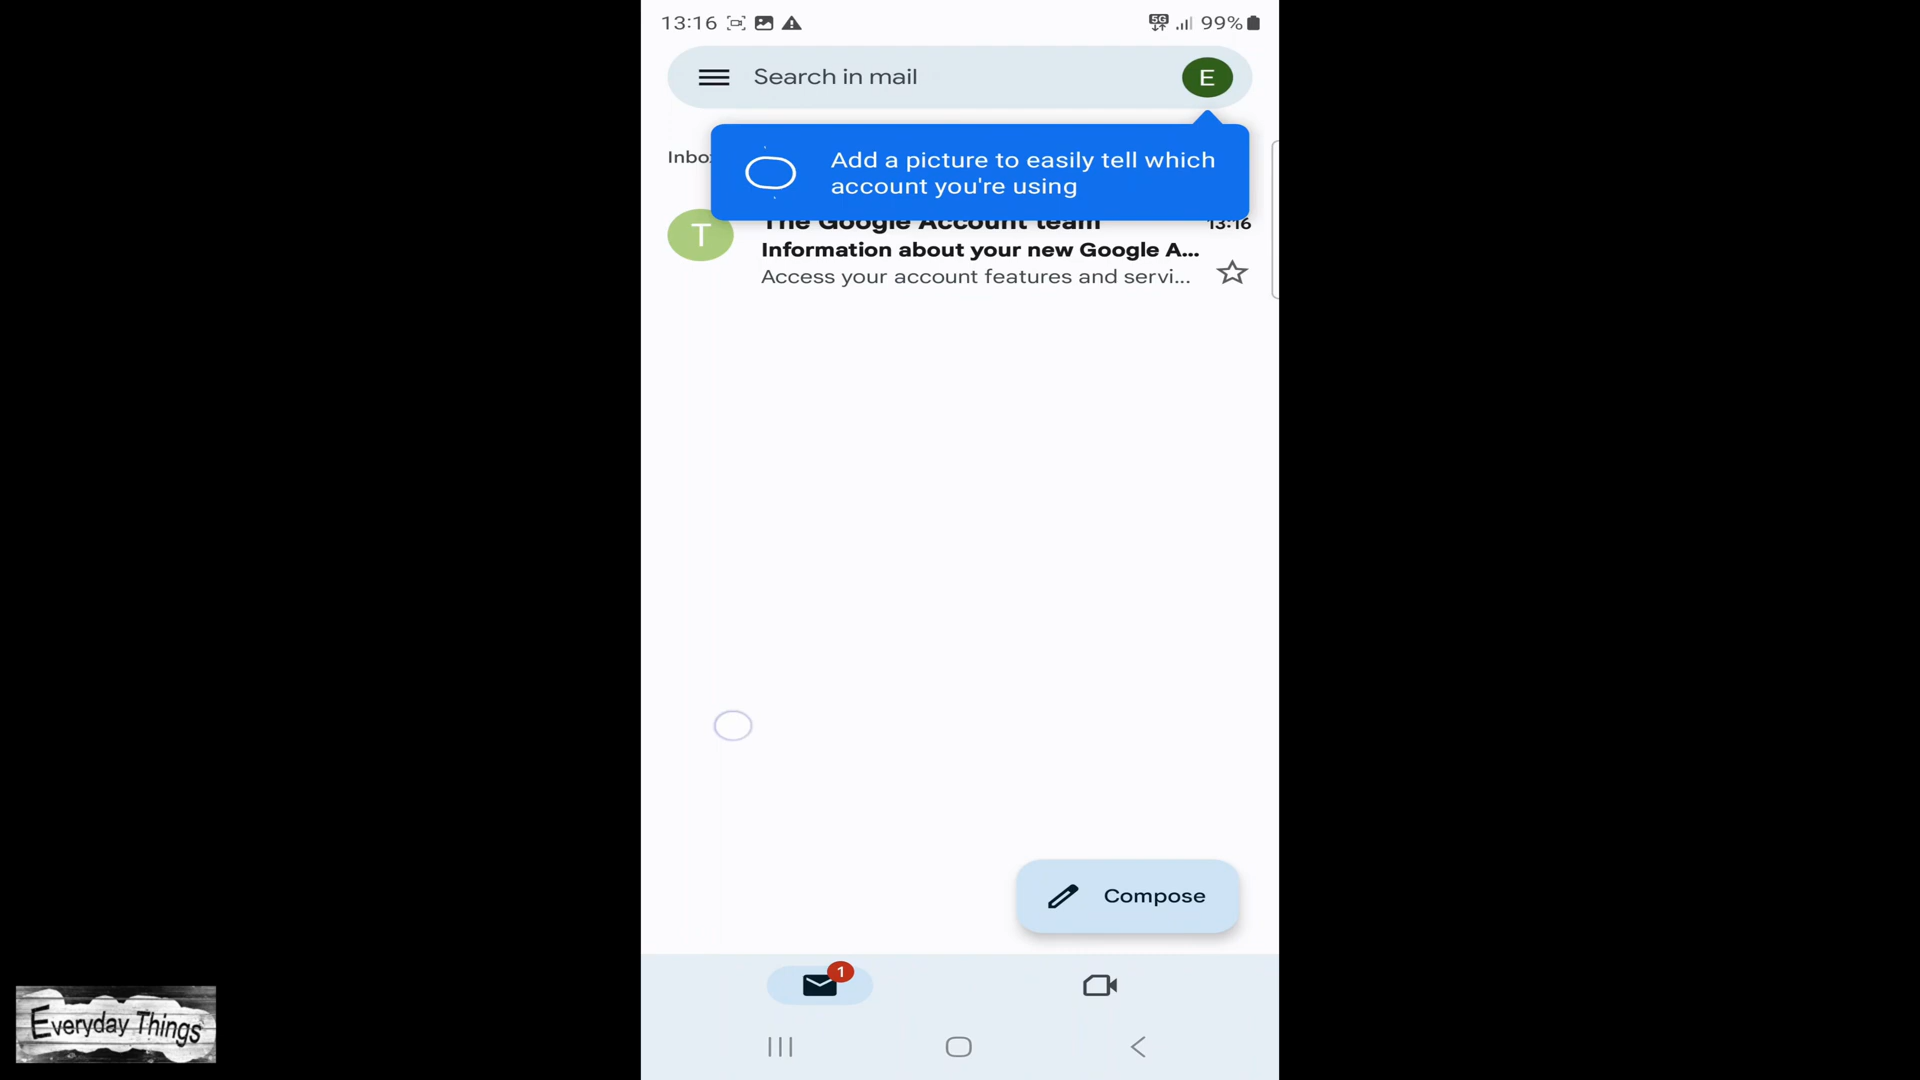 13:16
5G
99%
Search in mail
E
Add a picture to easily tell which
account you're using
Inbo
T
The Google Account team
13:16
Information about your new Google A...
Access your account features and servi...
Compose
1
Everyday Things